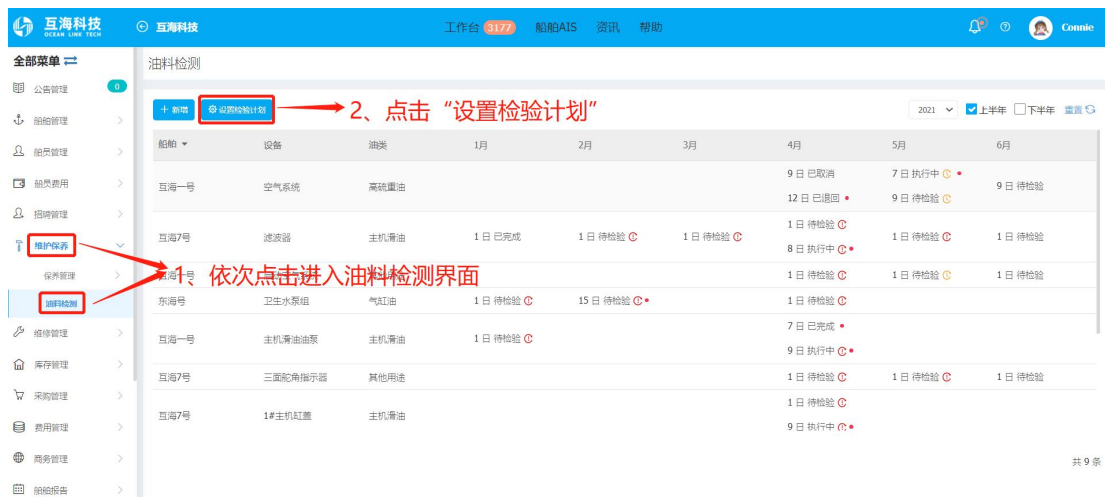 互海科技
OCEAN LINK TECH
互海科技
工作台 3177 船舶AIS 资讯 帮助
Connie
全部菜单
公告管理 0
船舶管理
船员管理
船员费用
招聘管理
维护保养
保养管理
油料检测
维修管理
库存管理
采购管理
费用管理
商务管理
船舶报告
油料检测
+ 新增 设置检验计划
2、点击“设置检验计划”
2021 上半年 下半年 重置
船舶 设备 油类 1月 2月 3月 4月 5月 6月
互海一号 空气系统 高硫重油 9 日 已取消 7 日 执行中 9 日 待检验
12 日 已退回 9 日 待检验
互海7号 滤波器 主机滑油 1 日 已完成 1 日 待检验 1 日 待检验 1 日 待检验 1 日 待检验 1 日 待检验
8 日 执行中
1、依次点击进入油料检测界面
互海一号 1 日 待检验 1 日 待检验 1 日 待检验
东海号 卫生水泵组 气缸油 1 日 待检验 15 日 待检验 1 日 待检验
互海一号 主机滑油油泵 主机滑油 1 日 待检验 7 日 已完成
9 日 执行中
互海7号 三面舵角指示器 其他用途 1 日 待检验 1 日 待检验 1 日 待检验
互海7号 1#主机缸盖 主机滑油 1 日 待检验
9 日 执行中
共 9 条